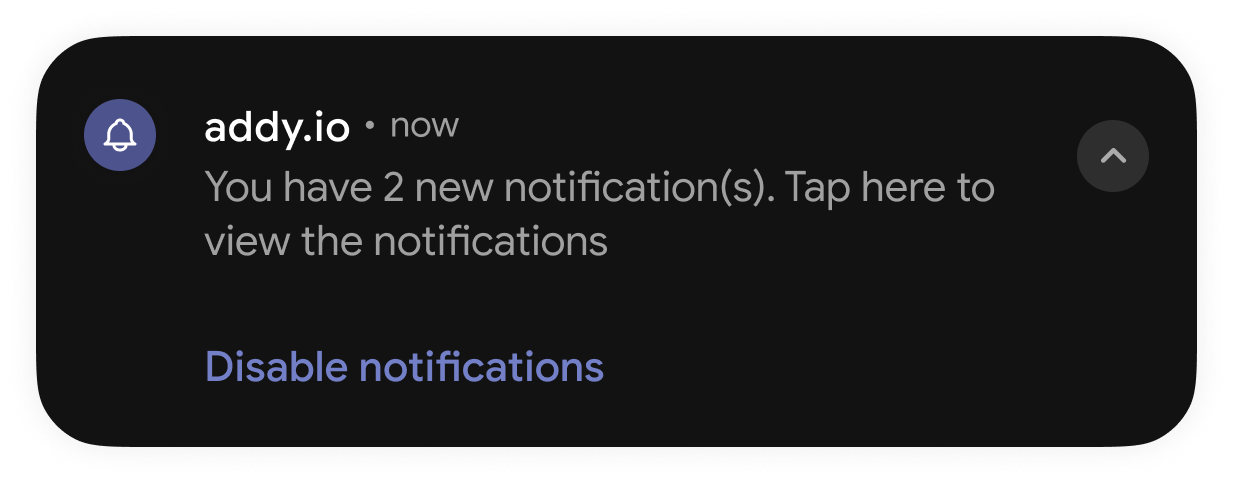 addy.io • now
You have 2 new notification(s). Tap here to
view the notifications
Disable notifications